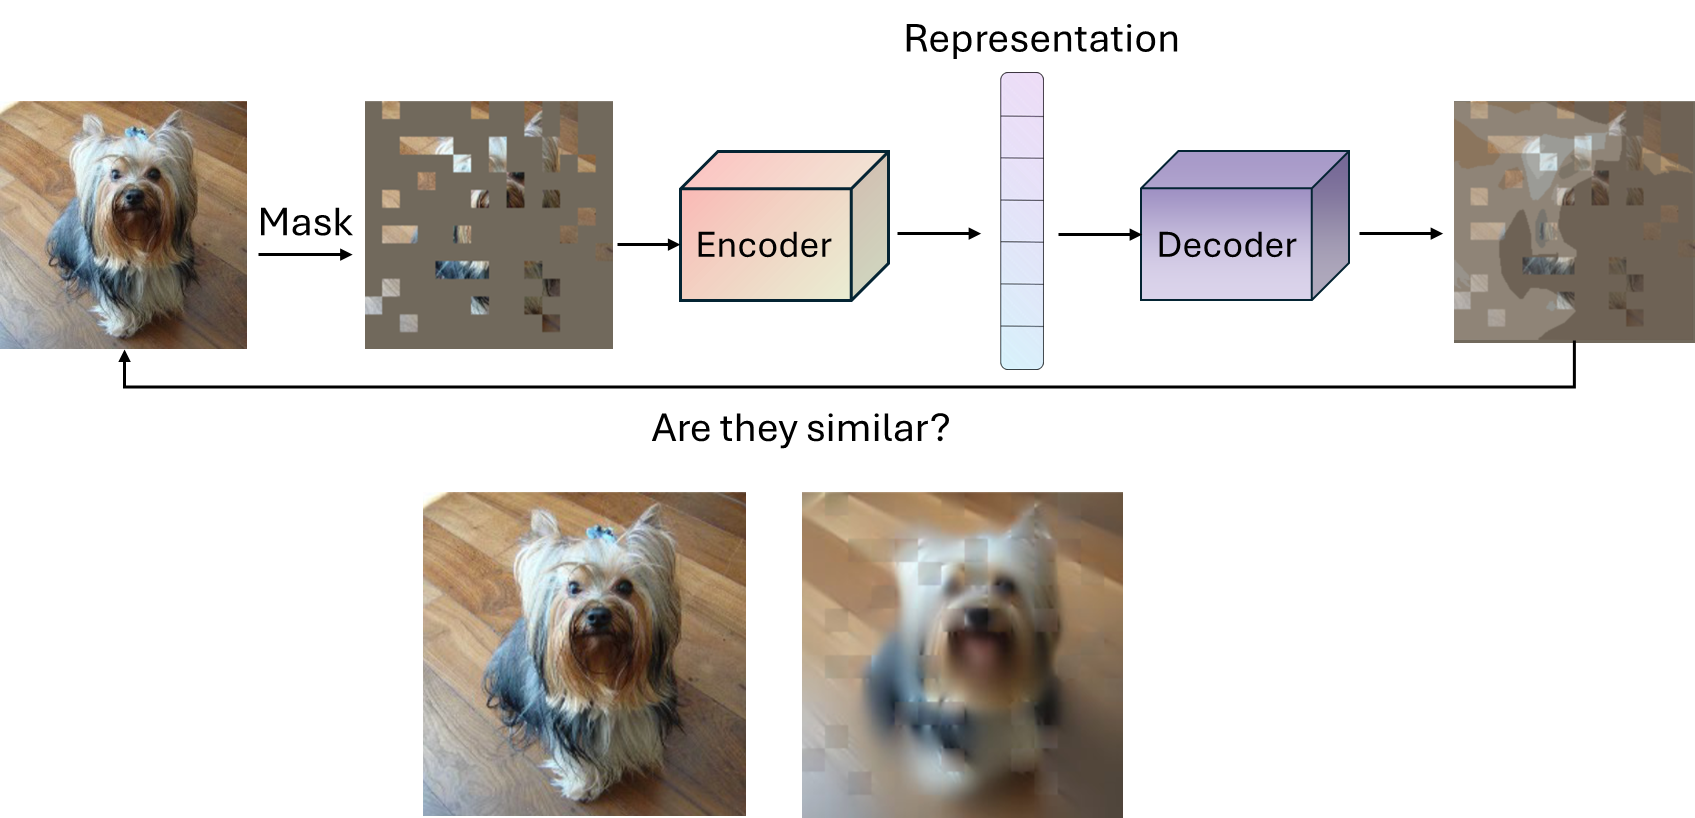 Representation
Mask
Encoder
Decoder
Are they similar?